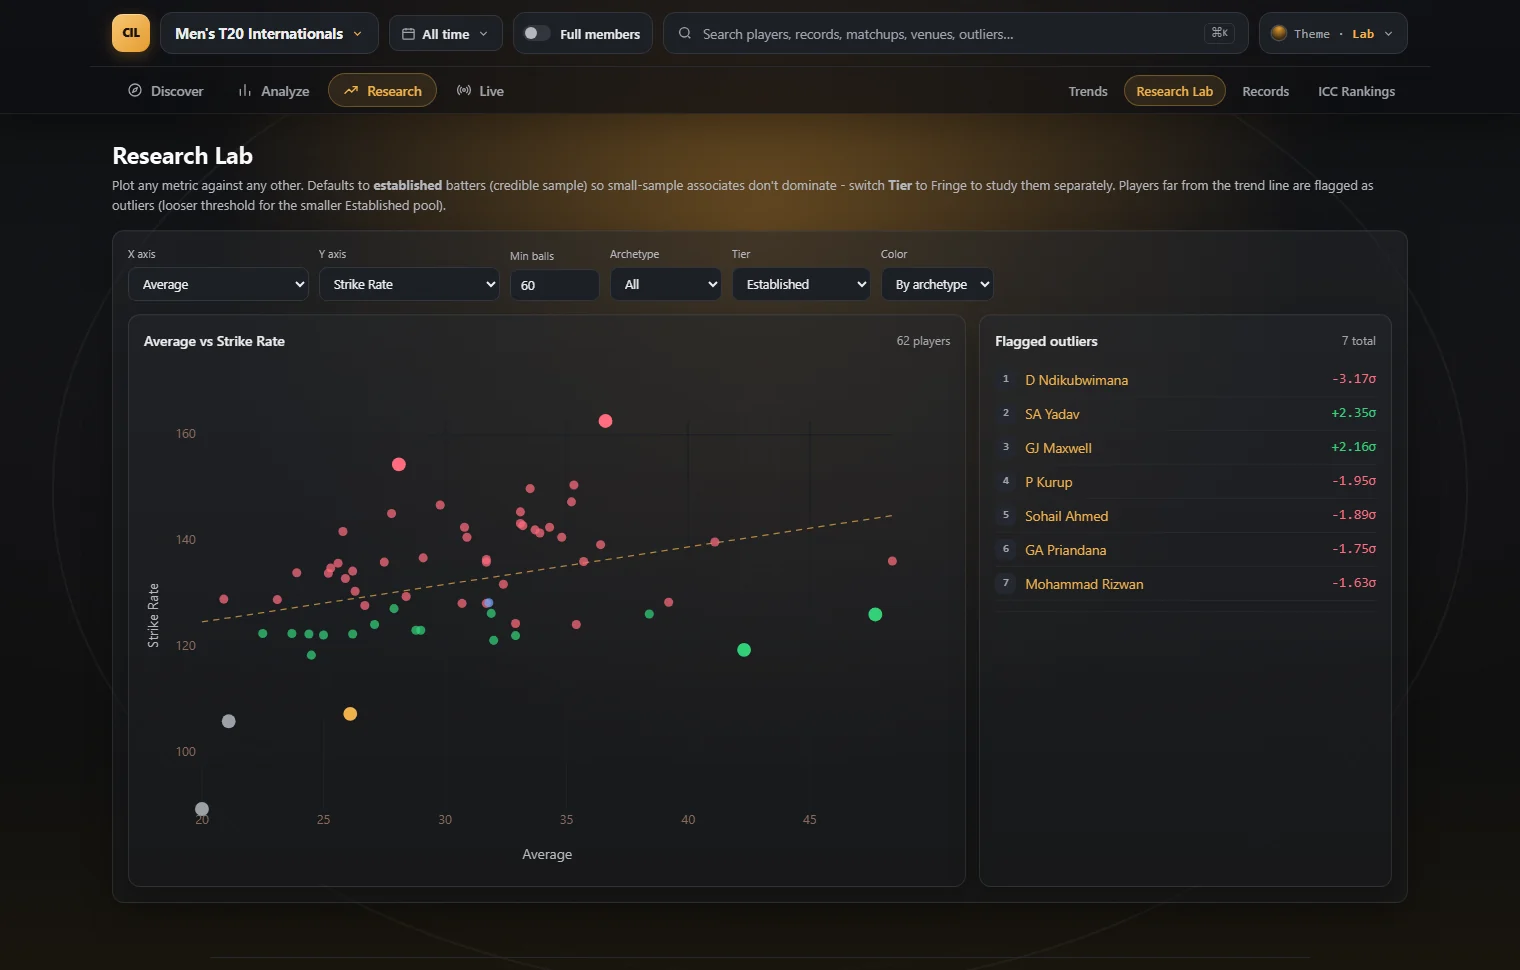 CIL
Men's T20 Internationals
All time
Full members
Search players, records, matchups, venues, outliers...
⌘K
Theme · Lab
Discover
Analyze
Research
Live
Trends
Research Lab
Records
ICC Rankings
Research Lab
Plot any metric against any other. Defaults to established batters (credible sample) so small-sample associates don't dominate - switch Tier to Fringe to study them separately. Players far from the trend line are flagged as
outliers (looser threshold for the smaller Established pool).
X axis
Y axis
Min balls
Archetype
Tier
Color
Average
Strike Rate
60
All
Established
By archetype
Average vs Strike Rate
62 players
160
140
120
100
Strike Rate
20
25
30
35
40
45
Average
Flagged outliers
7 total
1 D Ndikubwimana -3.17σ
2 SA Yadav +2.35σ
3 GJ Maxwell +2.16σ
4 P Kurup -1.95σ
5 Sohail Ahmed -1.89σ
6 GA Priandana -1.75σ
7 Mohammad Rizwan -1.63σ